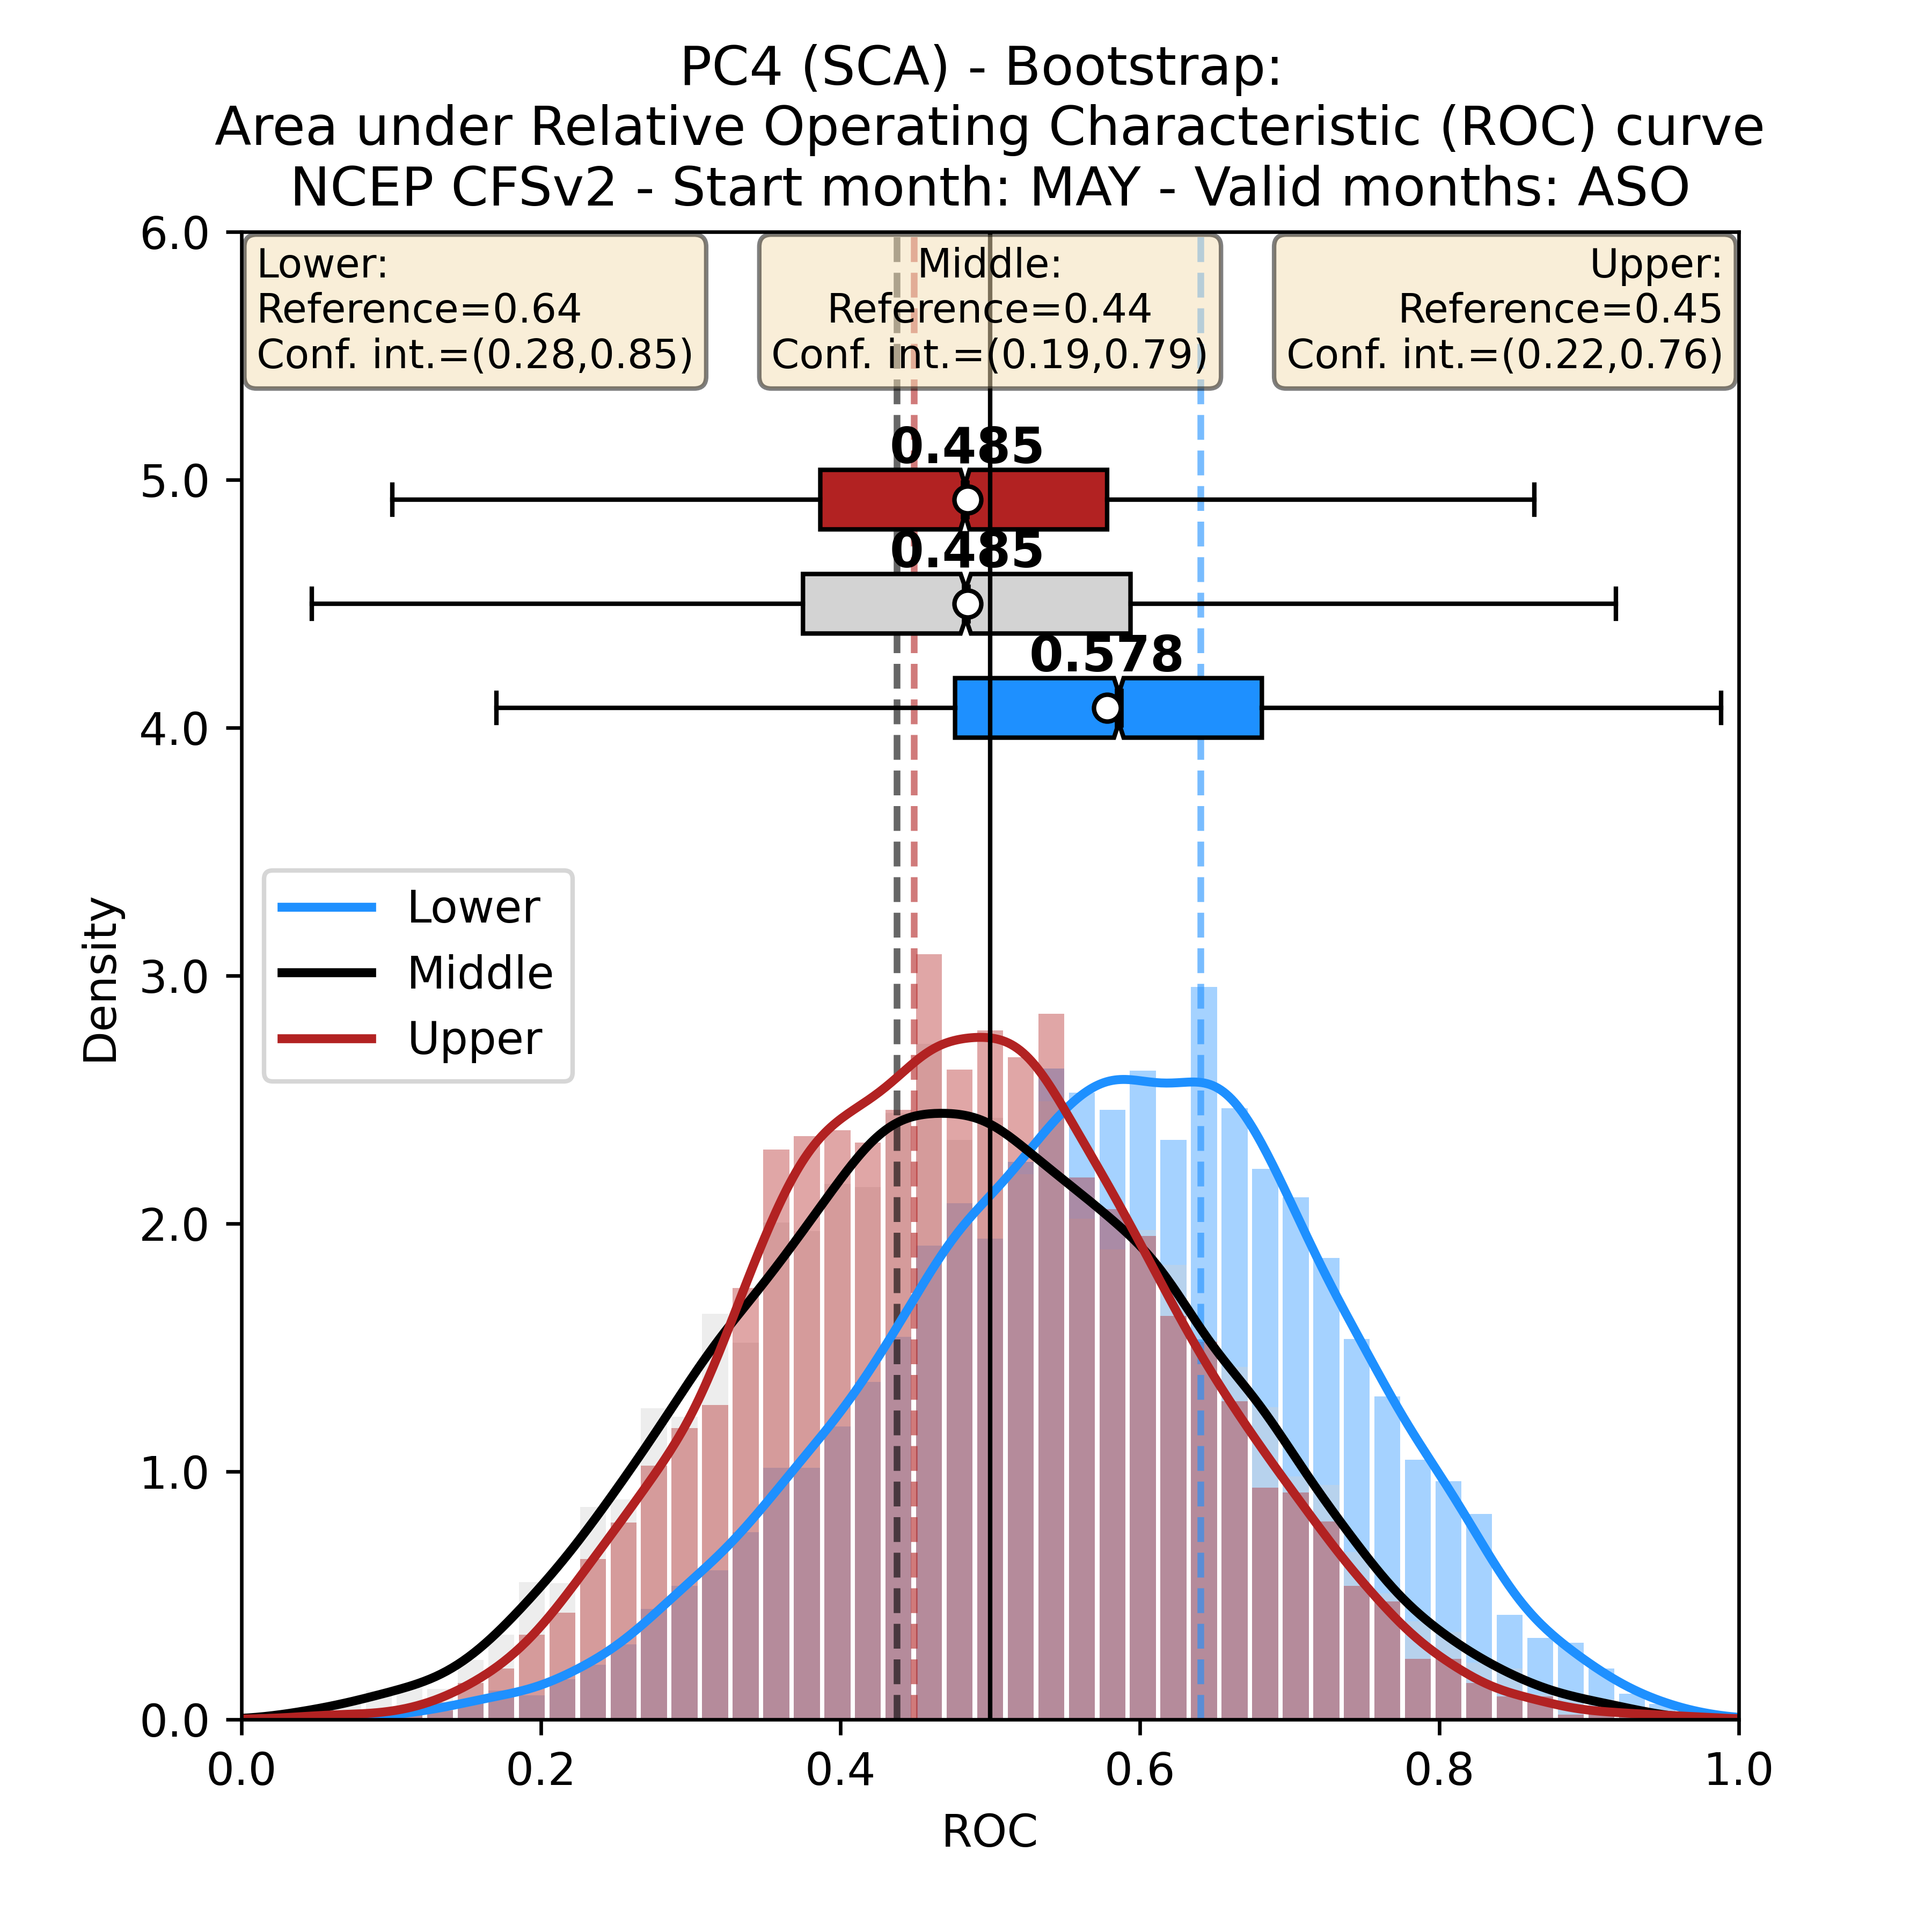 PC4 (SCA) - Bootstrap:
Area under Relative Operating Characteristic (ROC) curve
NCEP CFSv2 - Start month: MAY - Valid months: ASO
6.0
Lower:
Reference=0.64
Conf. int.=(0.28,0.85)
Middle:
Reference=0.44
Conf. int.=(0.19,0.79)
Upper:
Reference=0.45
Conf. int.=(0.22,0.76)
0.485
5.0
0.485
0.578
4.0
Density
Lower
Middle
Upper
3.0
2.0
1.0
0.0
0.0 0.2 0.4 0.6 0.8 1.0
ROC